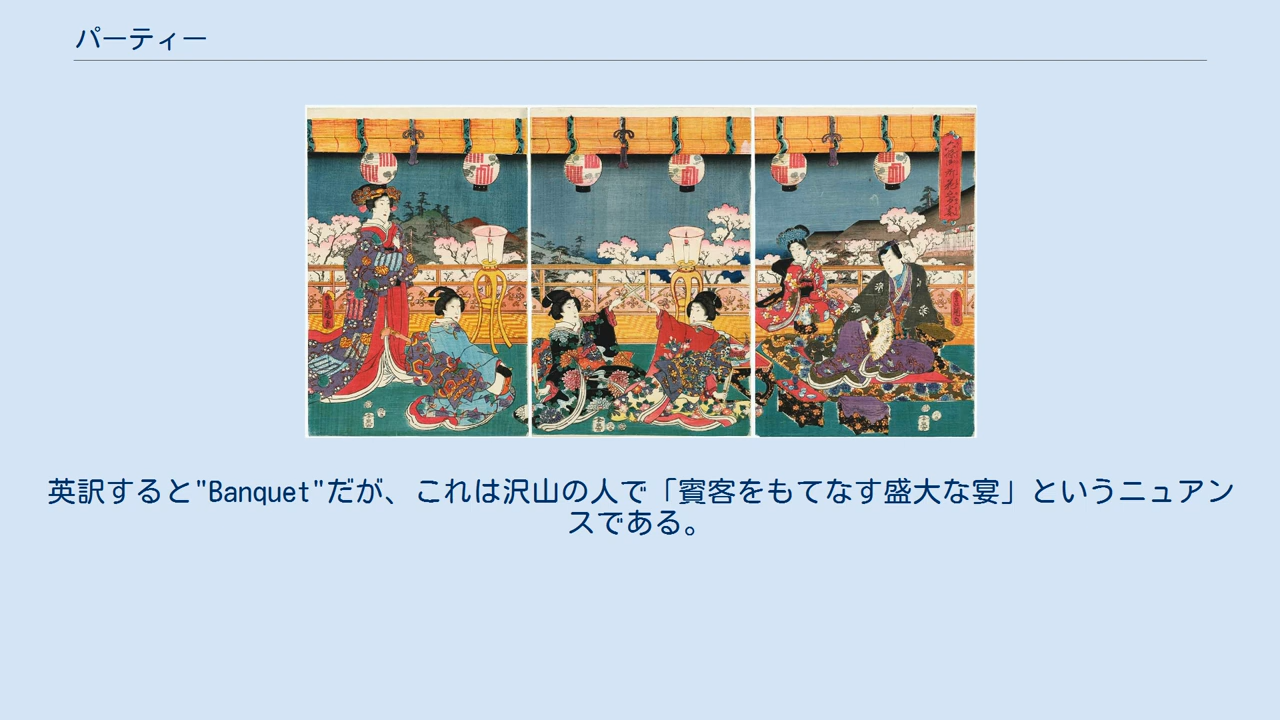 パーティー
英訳すると"Banquet"だが、これは沢山の人で「賓客をもてなす盛大な宴」というニュアン
スである。